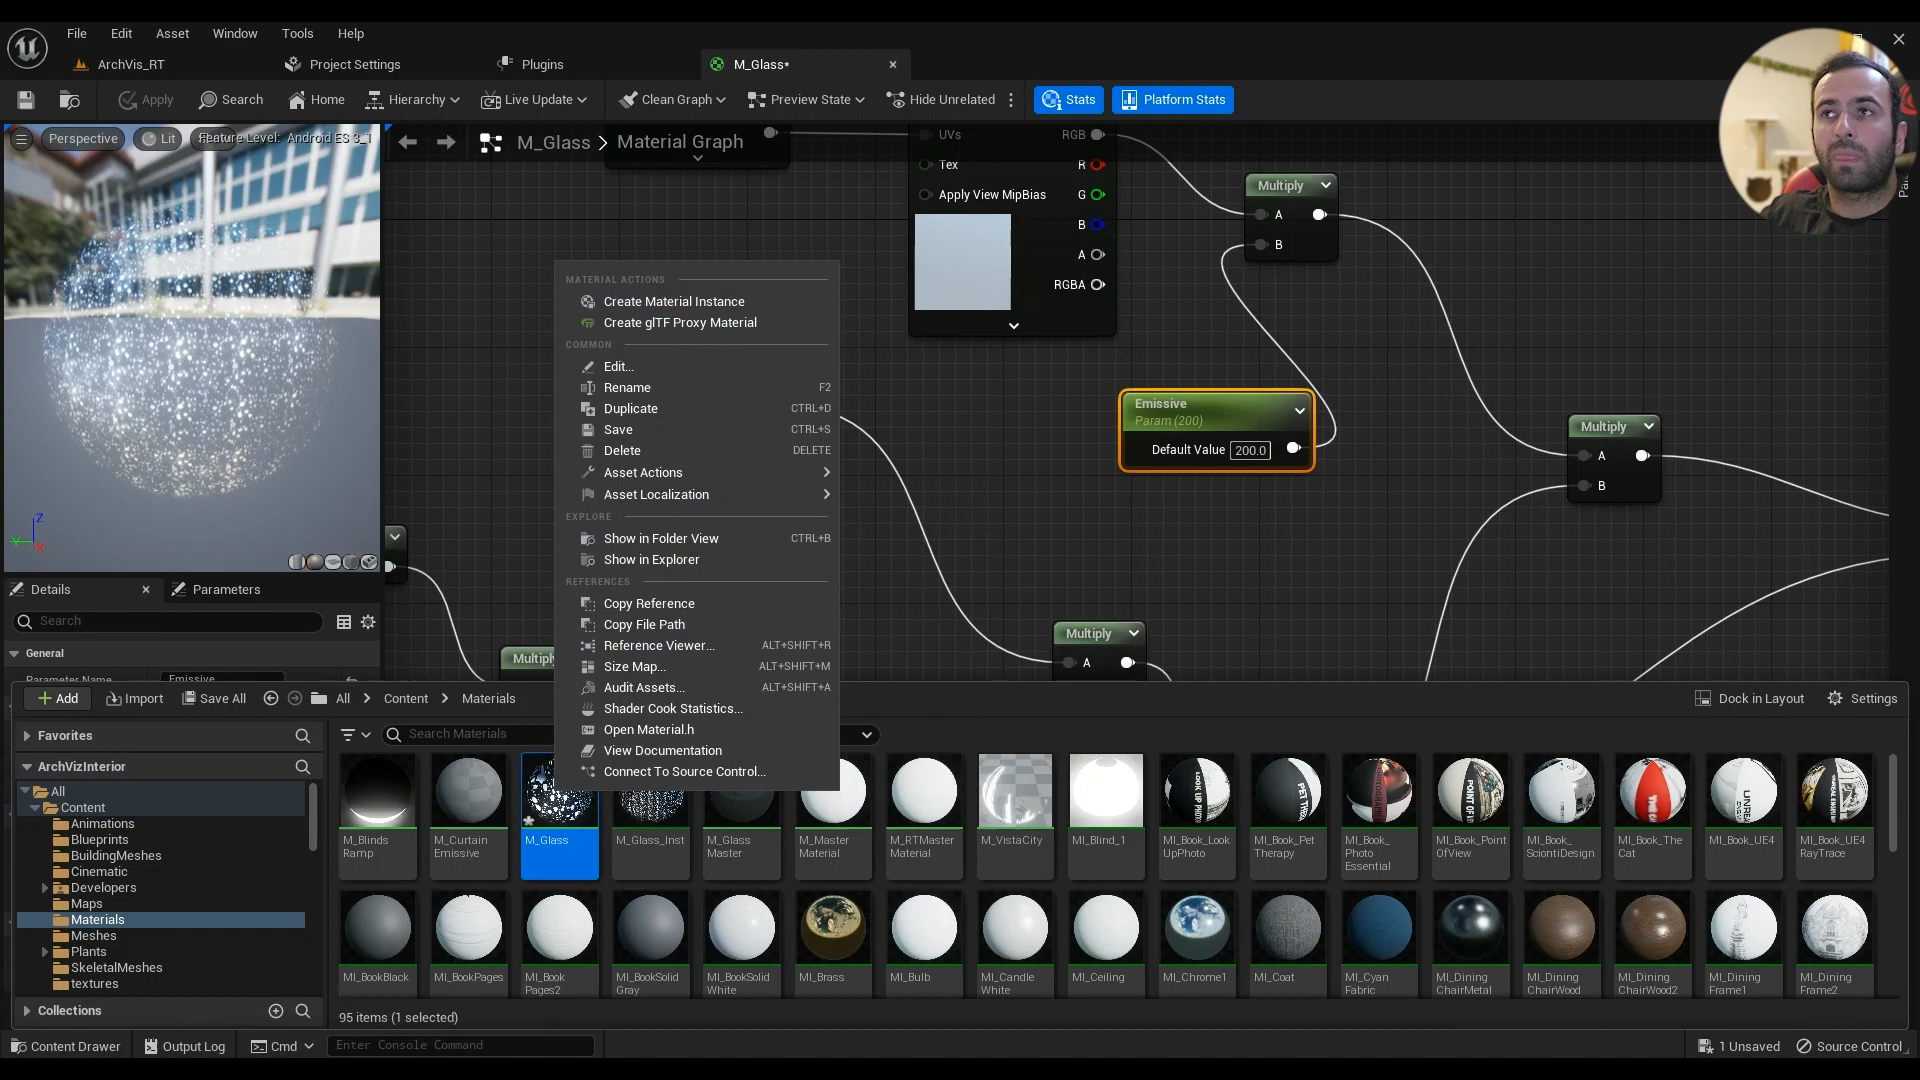 File Edit Asset Window Tools Help
ArchVis_RT Project Settings Plugins M_Glass*
Apply Search Home Hierarchy Live Update Clean Graph Preview State Hide Unrelated Stats Platform Stats
Perspective Lit Feature Level: Android ES 3_1
M_Glass > Material Graph
UVs RGB
Tex R
Apply View MipBias G
B
A
RGBA
Multiply
A
B
Emissive
Param (200)
Default Value 200.0
Multiply
A
B
Multiply
A
Multiply
MATERIAL ACTIONS
Create Material Instance
Create glTF Proxy Material
COMMON
Edit...
Rename F2
Duplicate CTRL+D
Save CTRL+S
Delete DELETE
Asset Actions
Asset Localization
EXPLORE
Show in Folder View CTRL+B
Show in Explorer
REFERENCES
Copy Reference
Copy File Path
Reference Viewer... ALT+SHIFT+R
Size Map... ALT+SHIFT+M
Audit Assets... ALT+SHIFT+A
Shader Cook Statistics...
Open Material.h
View Documentation
Connect To Source Control...
Z
Y
X
Details Parameters
Search
General
Parameter Name Emissive
Add Import Save All All > Content > Materials Dock in Layout Settings
Favorites
ArchVizInterior
All
Content
Animations
Blueprints
BuildingMeshes
Cinematic
Developers
Maps
Materials
Meshes
Plants
SkeletalMeshes
textures
Collections
Search Materials
M_Blinds Ramp
M_Curtain Emissive
M_Glass
M_Glass_Inst
M_Glass Master
M_Master Material
M_RTMaster Material
M_VistaCity
MI_Blind_1
MI_Book_Look UpPhoto
MI_Book_Pet Therapy
MI_Book_ Photo Essential
MI_Book_Point OfView
MI_Book_ SciontiDesign
MI_Book_The Cat
MI_Book_UE4
MI_Book_UE4 RayTrace
MI_BookBlack
MI_BookPages
MI_Book Pages2
MI_BookSolid Gray
MI_BookSolid White
MI_Brass
MI_Bulb
MI_Candle White
MI_Ceiling
MI_Chrome1
MI_Coat
MI_Cyan Fabric
MI_Dining ChairMetal
MI_Dining ChairWood
MI_Dining ChairWood2
MI_Dining Frame1
MI_Dining Frame2
95 items (1 selected)
Content Drawer Output Log Cmd Enter Console Command 1 Unsaved Source Control